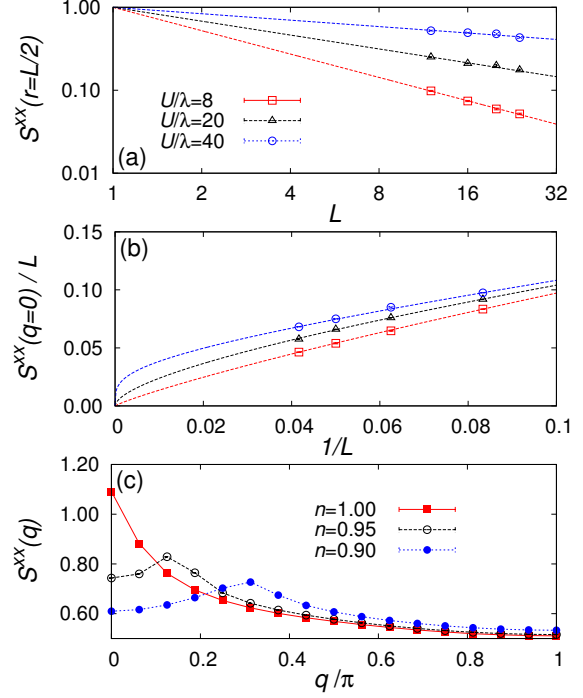 1.00
0.10
0.01
S^xx(r=L/2)
U/λ=8
U/λ=20
U/λ=40
(a)
1 2 4 8 16 32
L
(b)
0.15
0.10
0.05
0.00
S^xx(q=0) / L
0 0.02 0.04 0.06 0.08 0.1
1/L
(c)
1.20
1.00
0.80
0.60
S^xx(q)
n=1.00
n=0.95
n=0.90
0 0.2 0.4 0.6 0.8 1
q/π